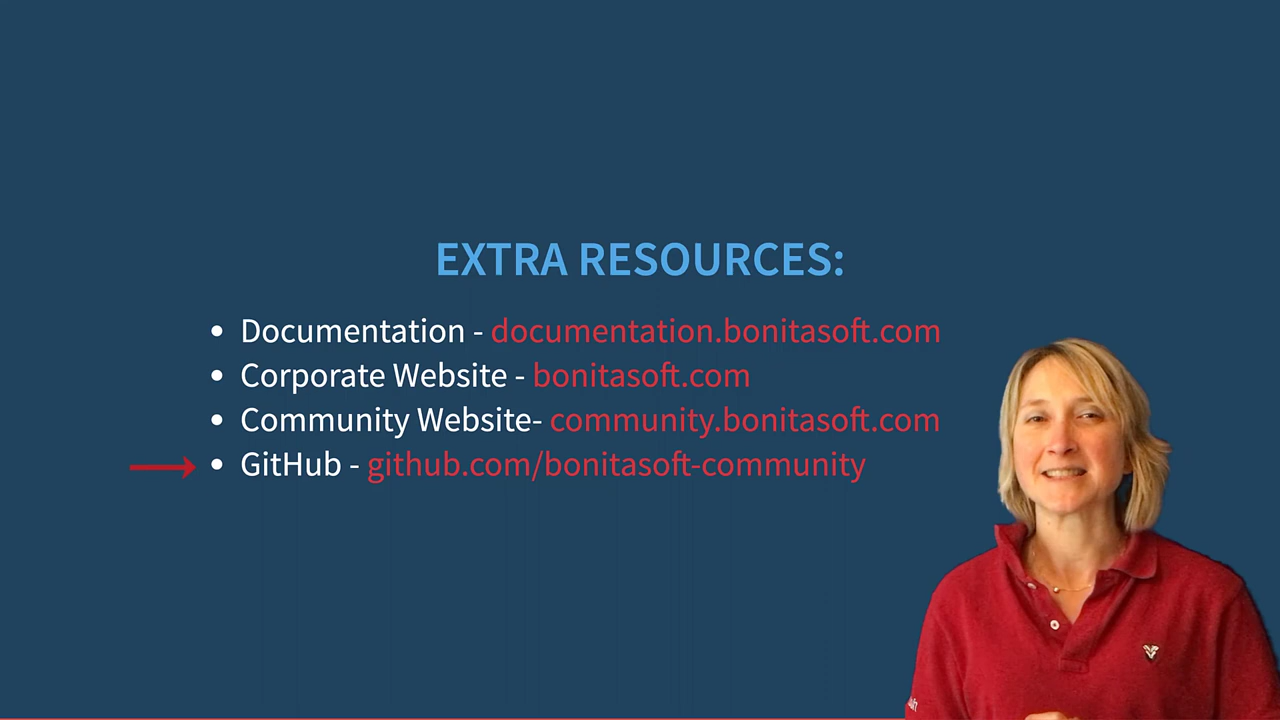 EXTRA RESOURCES:
• Documentation - documentation.bonitasoft.com
• Corporate Website - bonitasoft.com
• Community Website- community.bonitasoft.com
• GitHub - github.com/bonitasoft-community